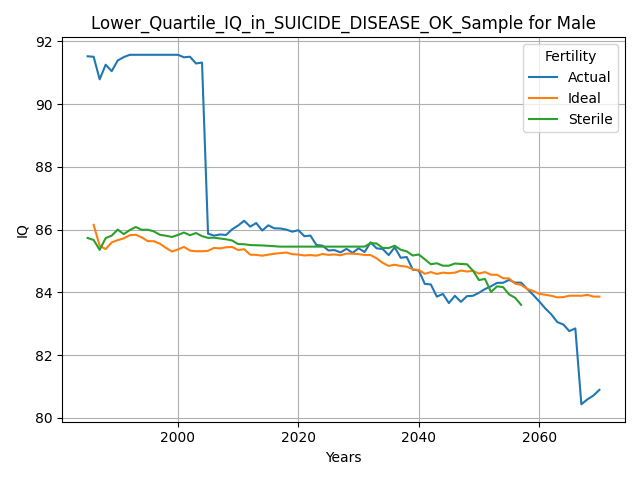 Lower_Quartile_IQ_in_SUICIDE_DISEASE_OK_Sample for Male
Fertility
Actual
Ideal
Sterile
IQ
92
90
88
86
84
82
80
2000
2020
2040
2060
Years